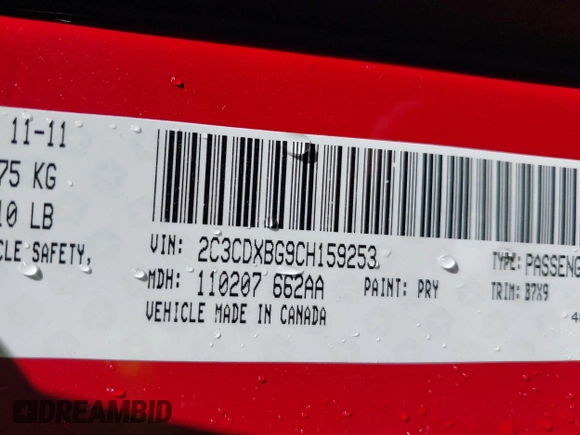 11-11
75 KG
10 LB
CLE SAFETY,
VIN: 2C3CDXBG9CH159253 TYPE: PASSENG
MDH: 110207 662AA PAINT: PRY TRIM: B7X9
VEHICLE MADE IN CANADA
DREAMBID